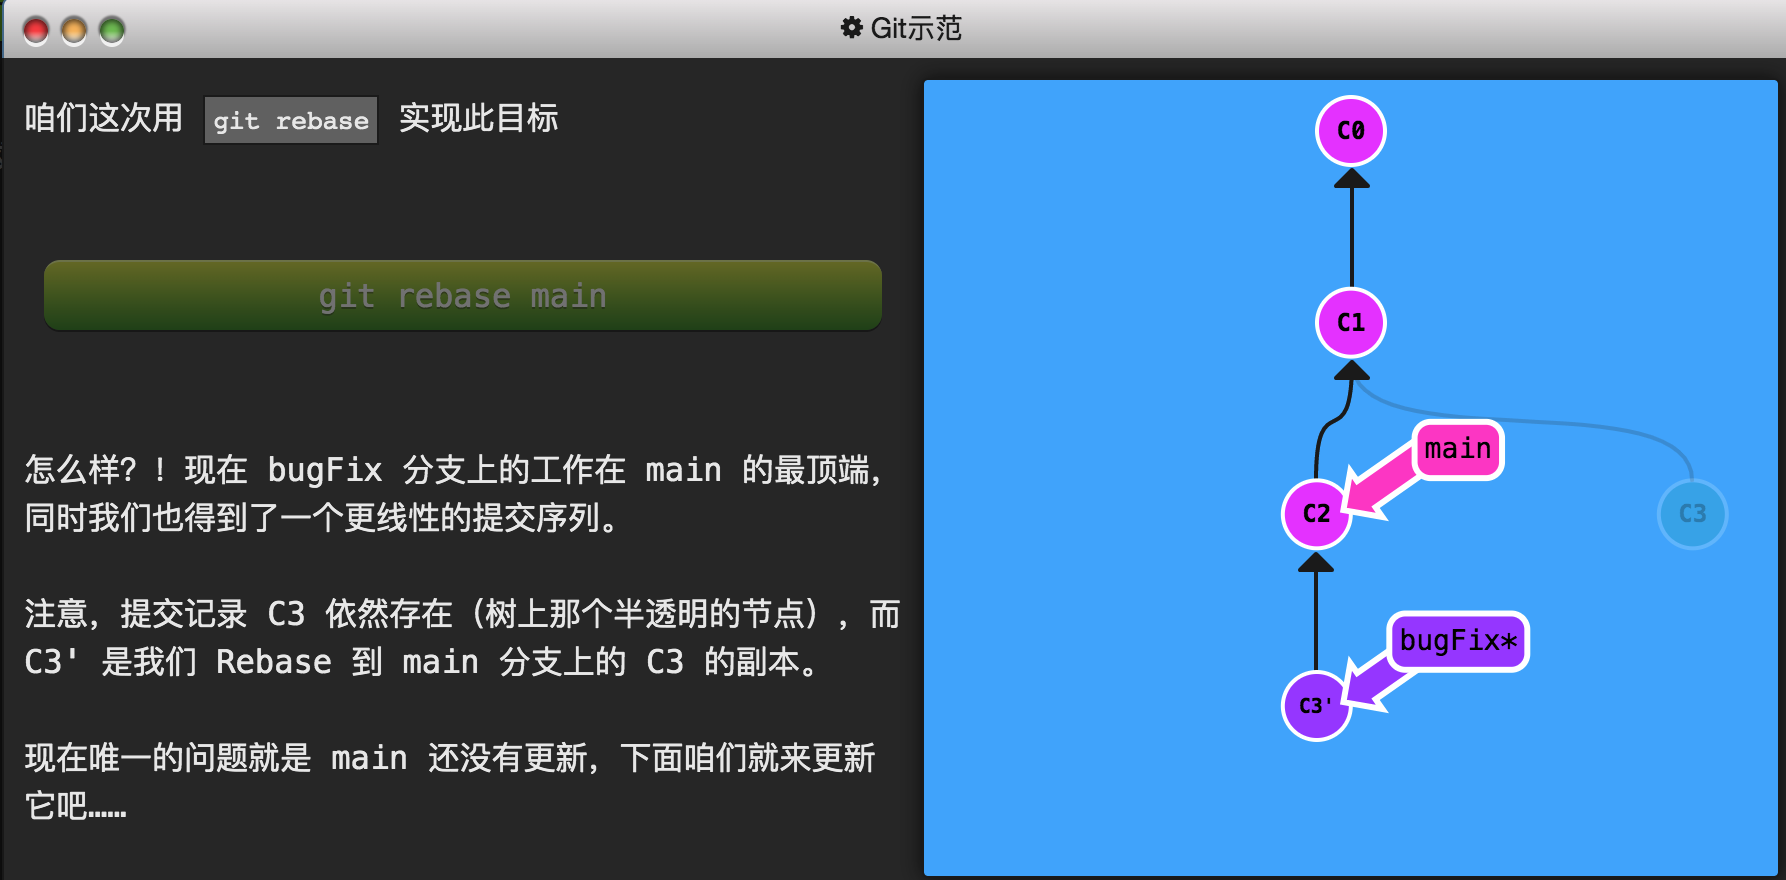 Git示范
咱们这次用 git rebase 实现此目标
git rebase main
怎么样？！现在 bugFix 分支上的工作在 main 的最顶端，
同时我们也得到了一个更线性的提交序列。
注意，提交记录 C3 依然存在（树上那个半透明的节点），而
C3' 是我们 Rebase 到 main 分支上的 C3 的副本。
现在唯一的问题就是 main 还没有更新，下面咱们就来更新
它吧……
C0
C1
main
C2
C3
bugFix*
C3'